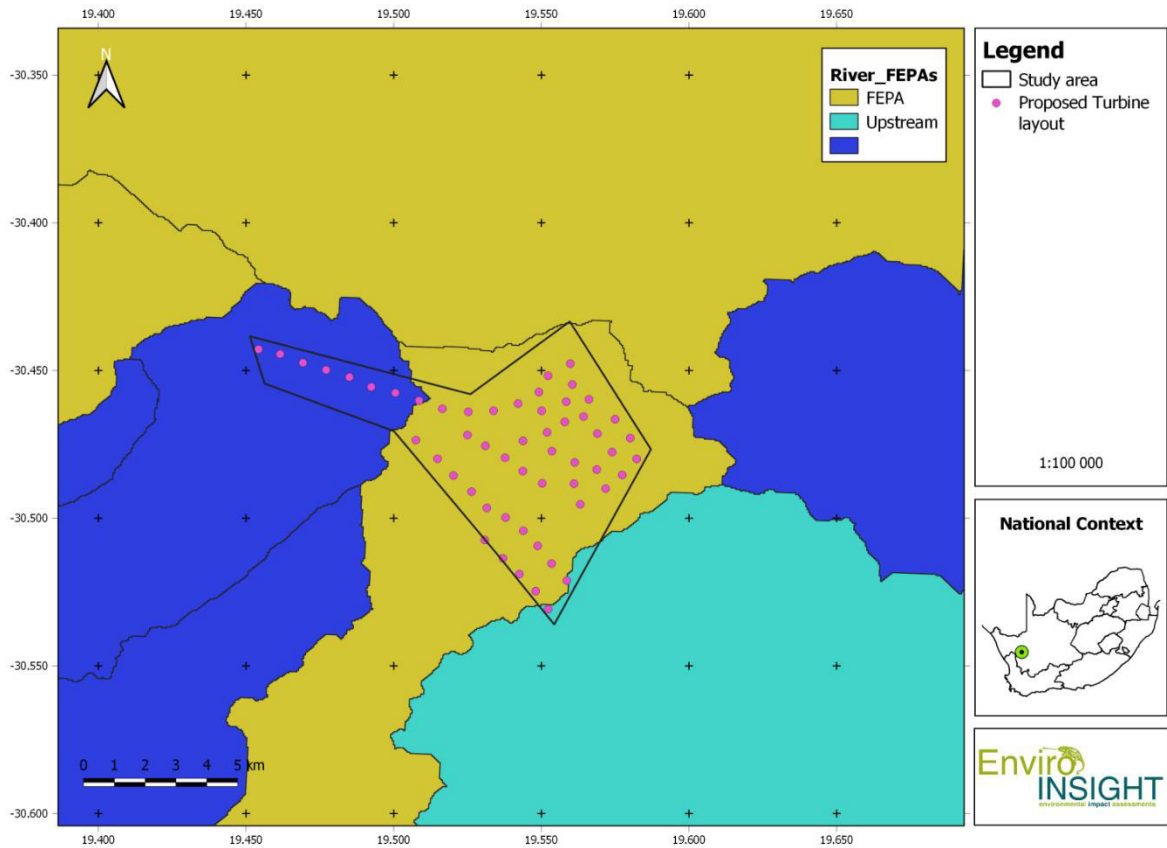 19.400 19.450 19.500 19.550 19.600 19.650
N
River_FEPAs
FEPA
Upstream
-30.350
-30.400
-30.450
-30.500
-30.550
-30.600
0 1 2 3 4 5 km
19.400 19.450 19.500 19.550 19.600 19.650
Legend
Study area
Proposed Turbine
layout
1:100 000
National Context
Enviro
INSIGHT
environmental impact assessments